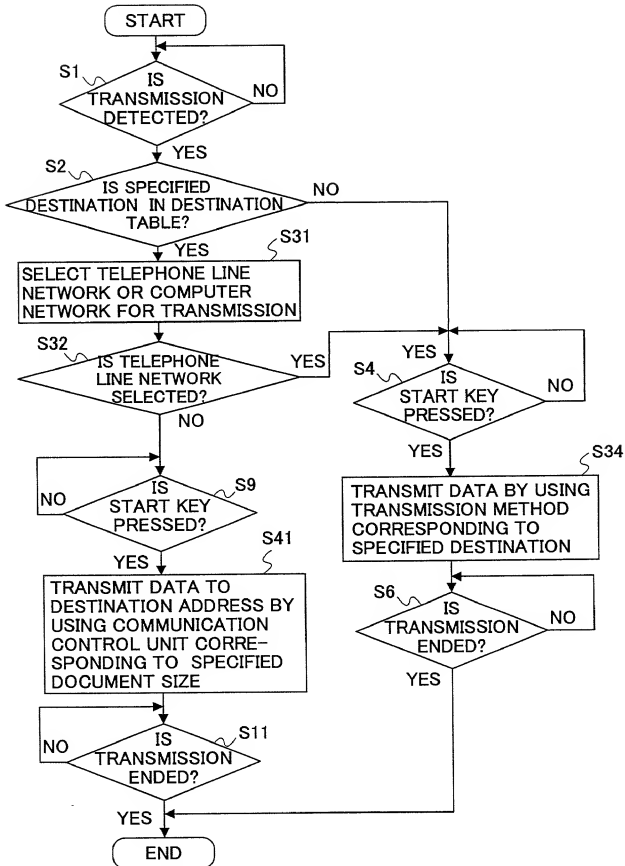 START
S1
IS
TRANSMISSION
DETECTED?
NO
YES
S2
IS SPECIFIED
DESTINATION IN DESTINATION
TABLE?
NO
YES
S31
SELECT TELEPHONE LINE
NETWORK OR COMPUTER
NETWORK FOR TRANSMISSION
S32
IS TELEPHONE
LINE NETWORK
SELECTED?
YES
NO
YES
S4
IS
START KEY
PRESSED?
NO
YES
S34
TRANSMIT DATA BY USING
TRANSMISSION METHOD
CORRESPONDING TO
SPECIFIED DESTINATION
S6
IS
TRANSMISSION
ENDED?
NO
YES
S9
IS
START KEY
PRESSED?
NO
YES
S41
TRANSMIT DATA TO
DESTINATION ADDRESS BY
USING COMMUNICATION
CONTROL UNIT CORRE-
SPONDING TO SPECIFIED
DOCUMENT SIZE
S11
IS
TRANSMISSION
ENDED?
NO
YES
END